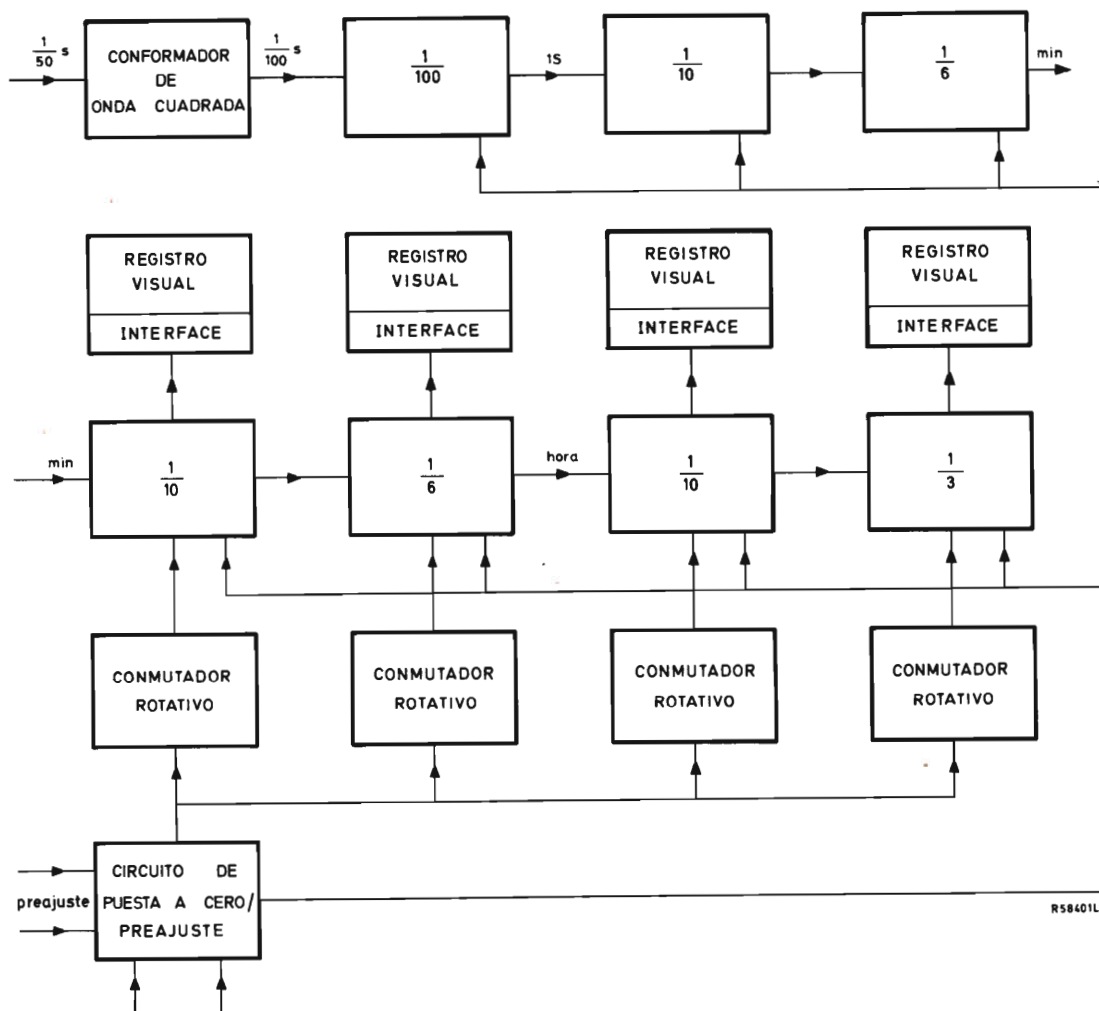 1/50 s
CONFORMADOR
DE
ONDA CUADRADA
1/100 s
1/100
1S
1/10
1/6
min
REGISTRO
VISUAL
INTERFACE
REGISTRO
VISUAL
INTERFACE
REGISTRO
VISUAL
INTERFACE
REGISTRO
VISUAL
INTERFACE
min
1/10
1/6
hora
1/10
1/3
CONMUTADOR
ROTATIVO
CONMUTADOR
ROTATIVO
CONMUTADOR
ROTATIVO
CONMUTADOR
ROTATIVO
preajuste
CIRCUITO DE
PUESTA A CERO/
PREAJUSTE
R58401L